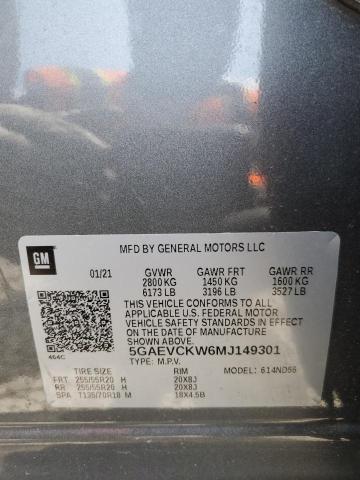 GM
MFD BY GENERAL MOTORS LLC
01/21 GVWR GAWR FRT GAWR RR
2800 KG 1450 KG 1600 KG
6173 LB 3196 LB 3527 LB
THIS VEHICLE CONFORMS TO ALL
APPLICABLE U.S. FEDERAL MOTOR
VEHICLE SAFETY STANDARDS IN EFFECT
ON THE DATE OF MANUFACTURE
SHOWN ABOVE.
5GAEVCKW6MJ149301
464C TYPE: M.P.V. MODEL: 614ND56
TIRE SIZE RIM
FRT 255/55R20 H 20X8J
RR 255/55R20 H 20X8J
SPA T135/70R18 M 18X4.5B